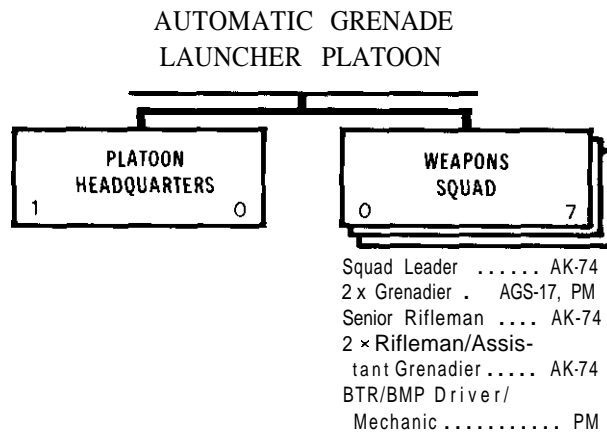 AUTOMATIC GRENADE
LAUNCHER PLATOON
PLATOON
HEADQUARTERS
1 0
WEAPONS
SQUAD
0 7
Squad Leader ...... AK-74
2 x Grenadier . AGS-17, PM
Senior Rifleman .... AK-74
2 × Rifleman/Assis-
tant Grenadier ..... AK-74
BTR/BMP Driver/
Mechanic ........... PM